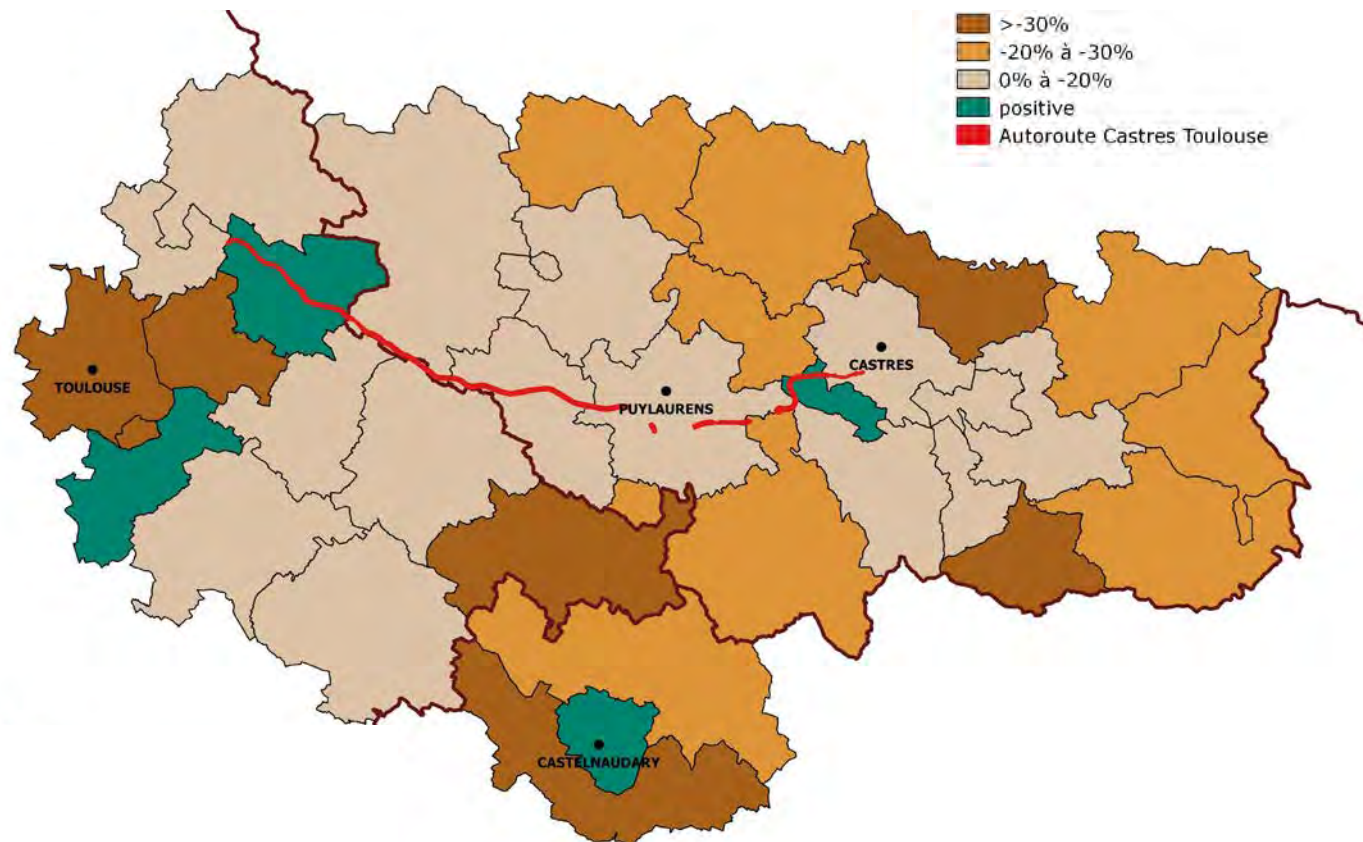 >-30%
-20% à -30%
0% à -20%
positive
Autoroute Castres Toulouse
CASTRES
TOULOUSE
PUYLAURENS
CASTELNAUDARY